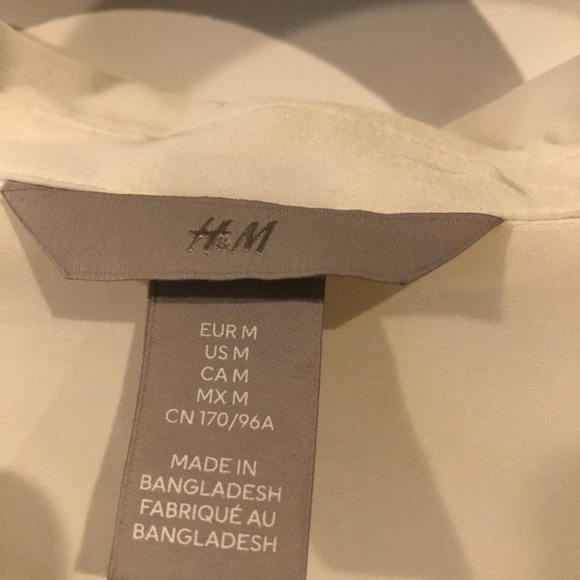 H&M
EUR M
US M
CA M
MX M
CN 170/96A
MADE IN
BANGLADESH
FABRIQUÉ AU
BANGLADESH